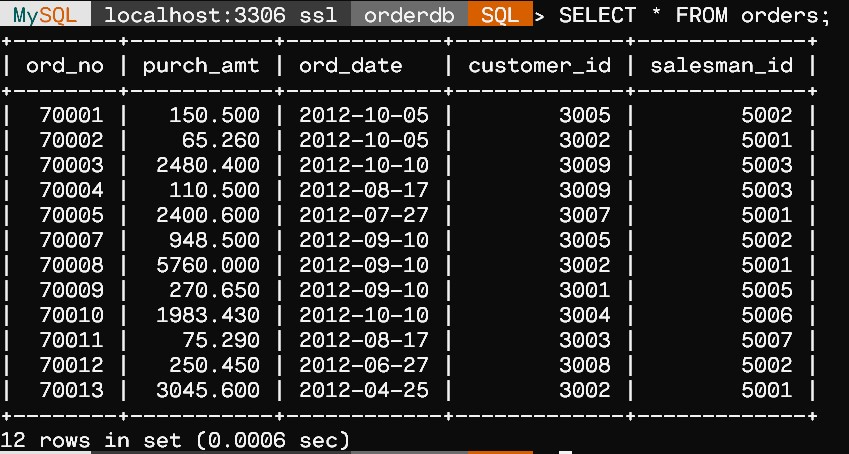 MySQL localhost:3306 ssl orderdb SQL > SELECT * FROM orders;
+--------+-----------+------------+-------------+-------------+
| ord_no | purch_amt | ord_date   | customer_id | salesman_id |
+--------+-----------+------------+-------------+-------------+
|  70001 |   150.500 | 2012-10-05 |        3005 |        5002 |
|  70002 |    65.260 | 2012-10-05 |        3002 |        5001 |
|  70003 |  2480.400 | 2012-10-10 |        3009 |        5003 |
|  70004 |   110.500 | 2012-08-17 |        3009 |        5003 |
|  70005 |  2400.600 | 2012-07-27 |        3007 |        5001 |
|  70007 |   948.500 | 2012-09-10 |        3005 |        5002 |
|  70008 |  5760.000 | 2012-09-10 |        3002 |        5001 |
|  70009 |   270.650 | 2012-09-10 |        3001 |        5005 |
|  70010 |  1983.430 | 2012-10-10 |        3004 |        5006 |
|  70011 |    75.290 | 2012-08-17 |        3003 |        5007 |
|  70012 |   250.450 | 2012-06-27 |        3008 |        5002 |
|  70013 |  3045.600 | 2012-04-25 |        3002 |        5001 |
+--------+-----------+------------+-------------+-------------+
12 rows in set (0.0006 sec)